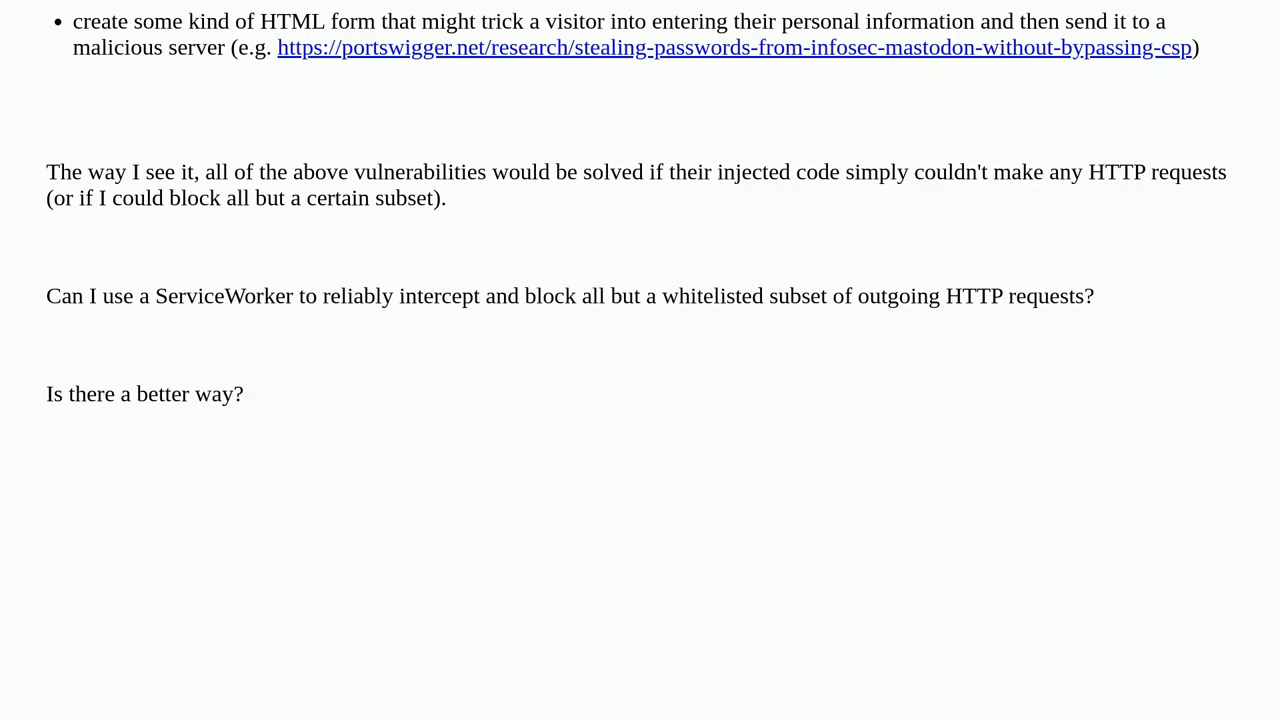 • create some kind of HTML form that might trick a visitor into entering their personal information and then send it to a
malicious server (e.g. https://portswigger.net/research/stealing-passwords-from-infosec-mastodon-without-bypassing-csp)
The way I see it, all of the above vulnerabilities would be solved if their injected code simply couldn't make any HTTP requests
(or if I could block all but a certain subset).
Can I use a ServiceWorker to reliably intercept and block all but a whitelisted subset of outgoing HTTP requests?
Is there a better way?